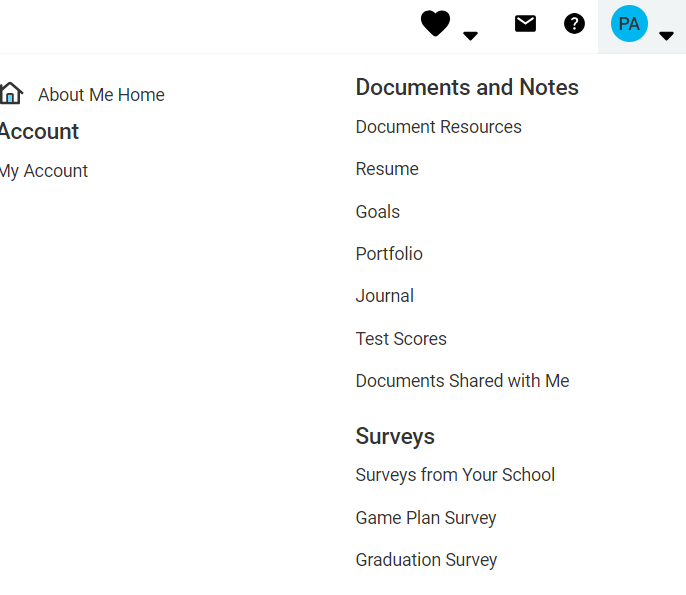 PA
About Me Home
Account
My Account
Documents and Notes
Document Resources
Resume
Goals
Portfolio
Journal
Test Scores
Documents Shared with Me
Surveys
Surveys from Your School
Game Plan Survey
Graduation Survey